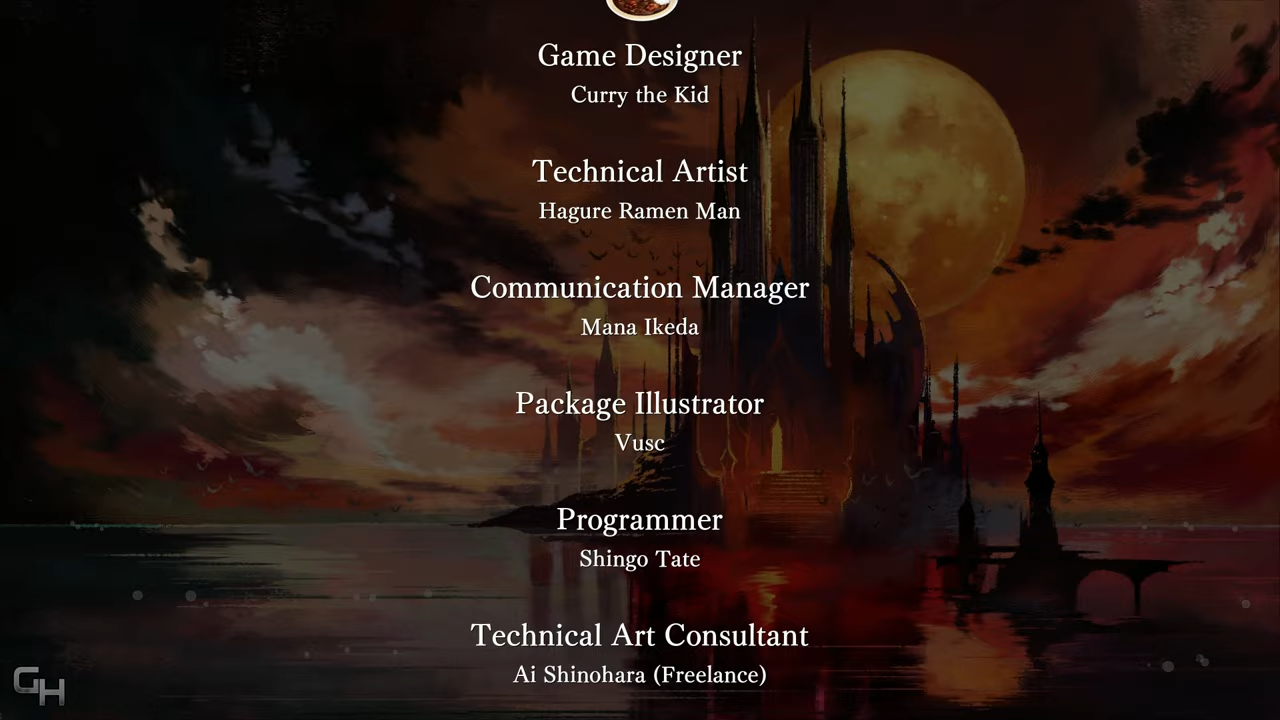 Game Designer
Curry the Kid
Technical Artist
Hagure Ramen Man
Communication Manager
Mana Ikeda
Package Illustrator
Vusc
Programmer
Shingo Tate
Technical Art Consultant
Ai Shinohara (Freelance)
GH